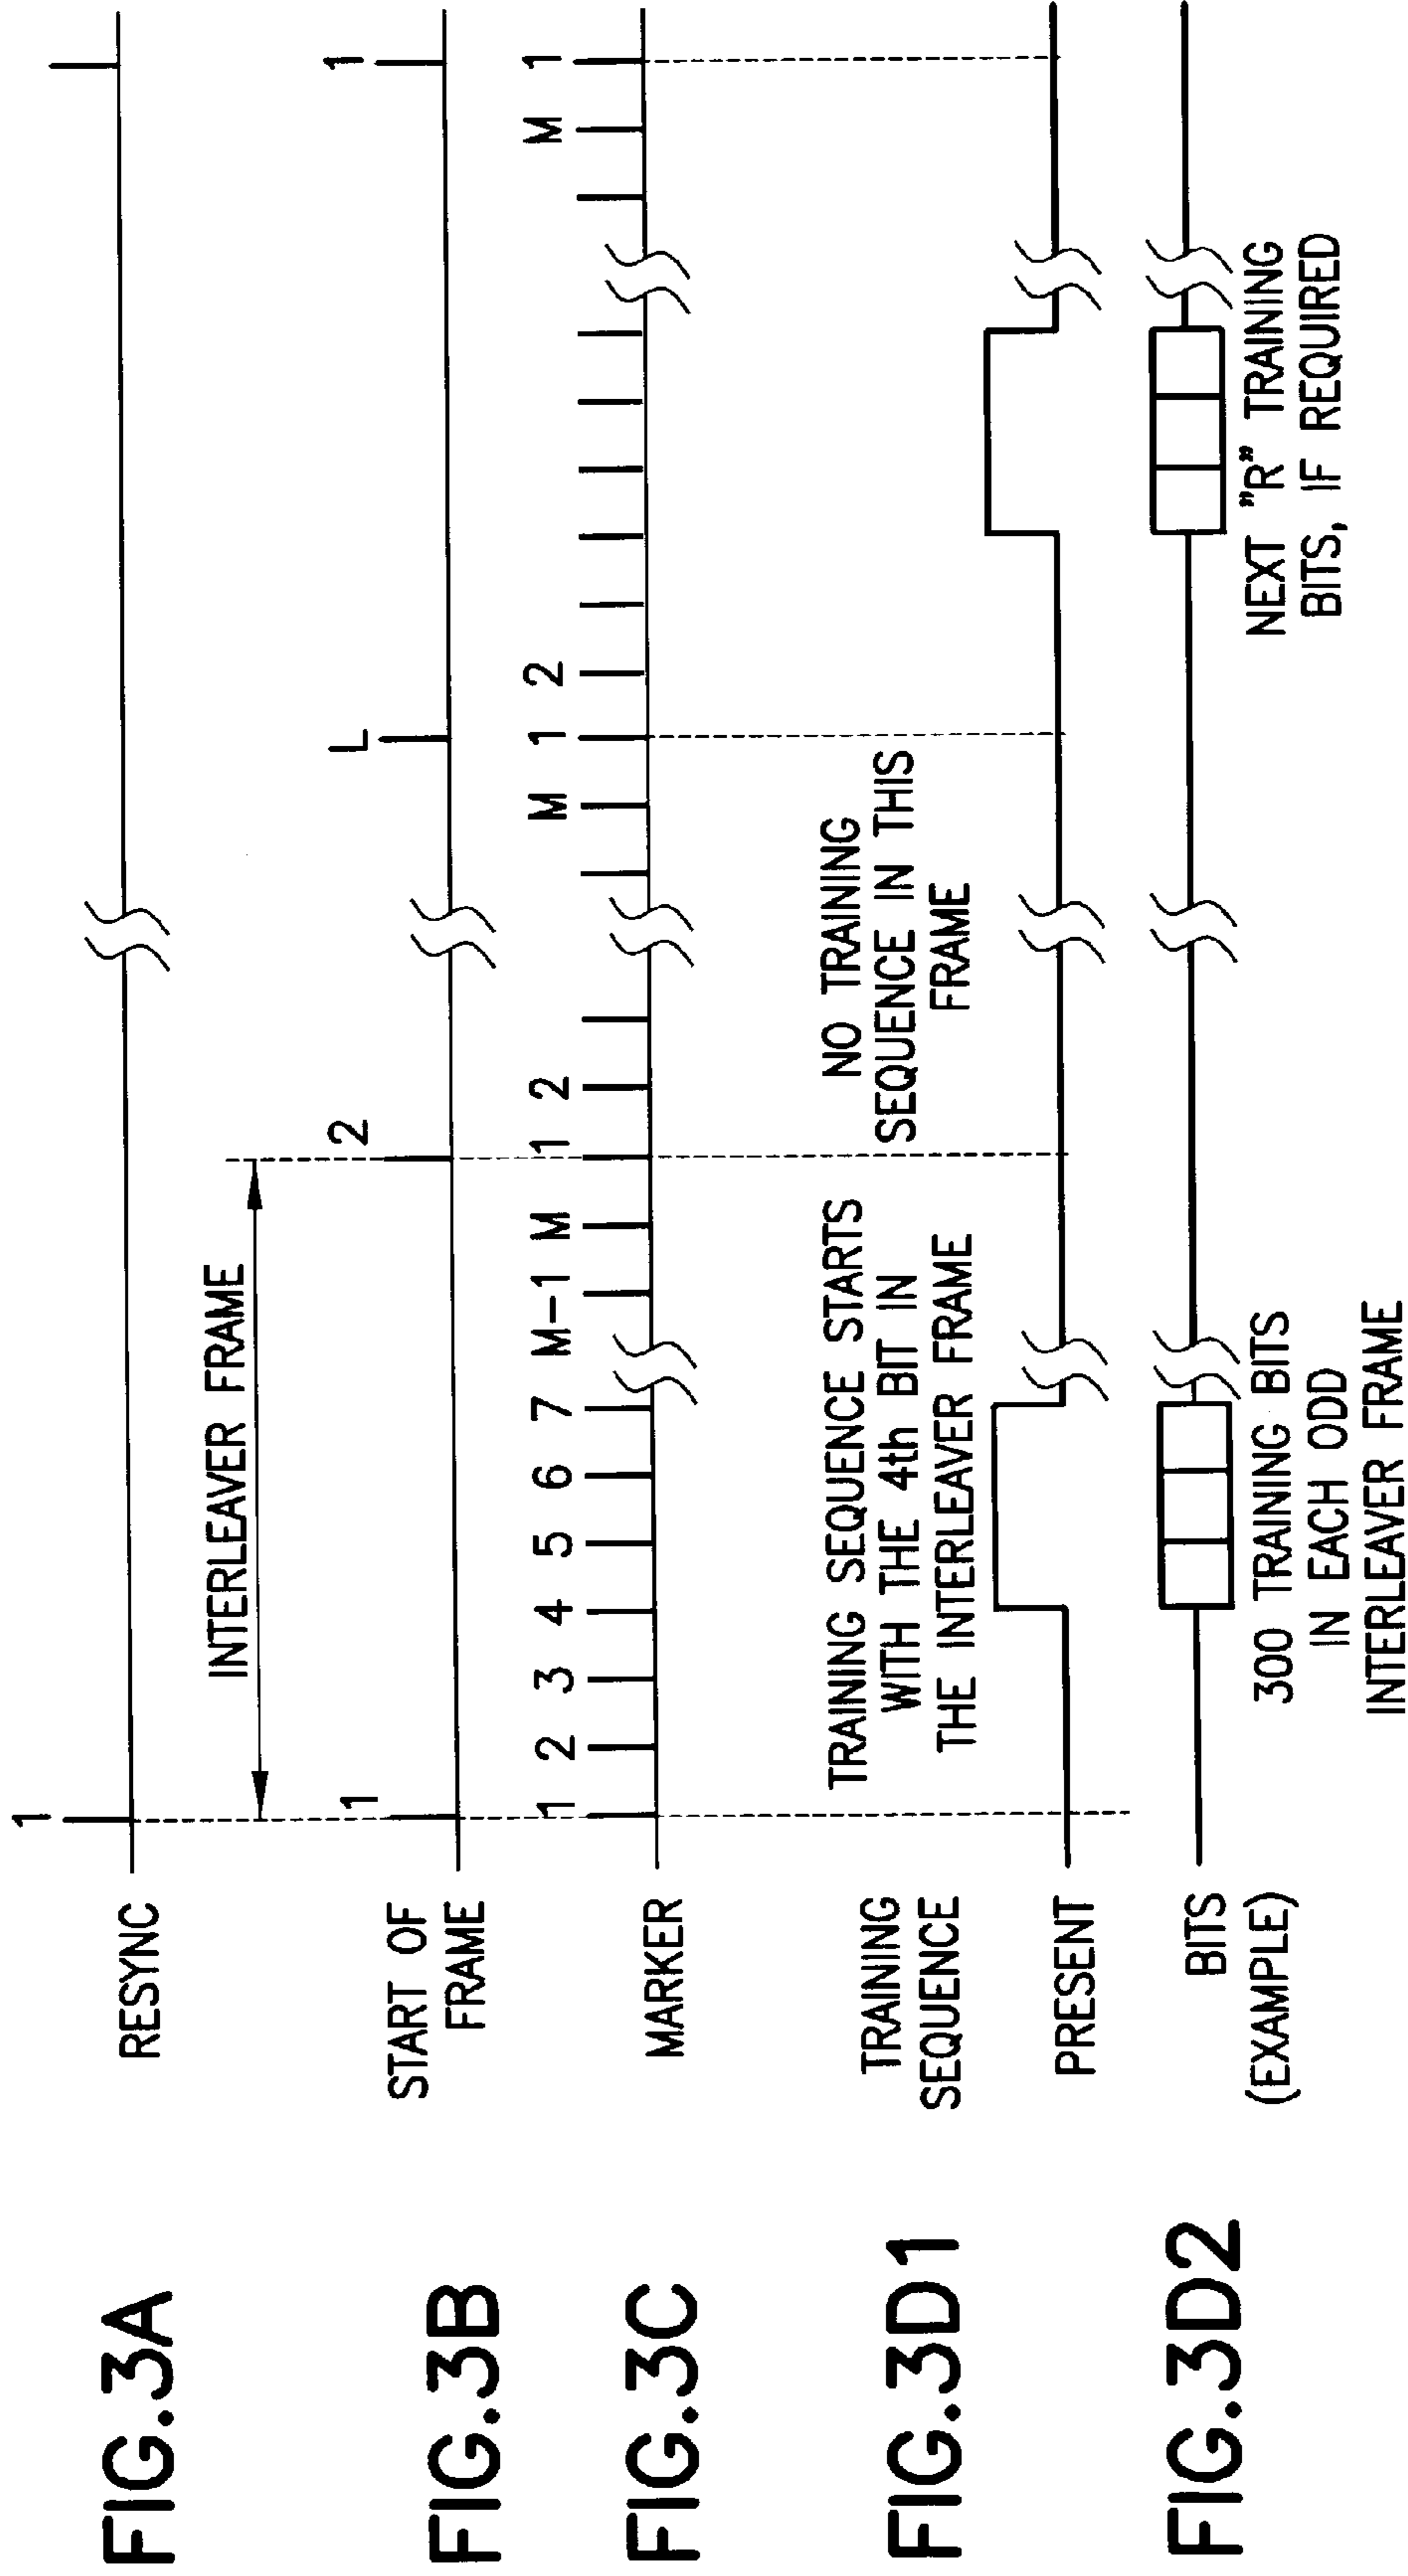 FIG.3A
RESYNC
1
INTERLEAVER FRAME
FIG.3B
START OF
FRAME
1
2
L
1
FIG.3C
MARKER
1 2 3 4 5 6 7 M-1 M 1 2 M 1 2 M 1
FIG.3D1
TRAINING
SEQUENCE
PRESENT
TRAINING SEQUENCE STARTS
WITH THE 4th BIT IN
THE INTERLEAVER FRAME
NO TRAINING
SEQUENCE IN THIS
FRAME
FIG.3D2
BITS
(EXAMPLE)
300 TRAINING BITS
IN EACH ODD
INTERLEAVER FRAME
NEXT "R" TRAINING
BITS, IF REQUIRED